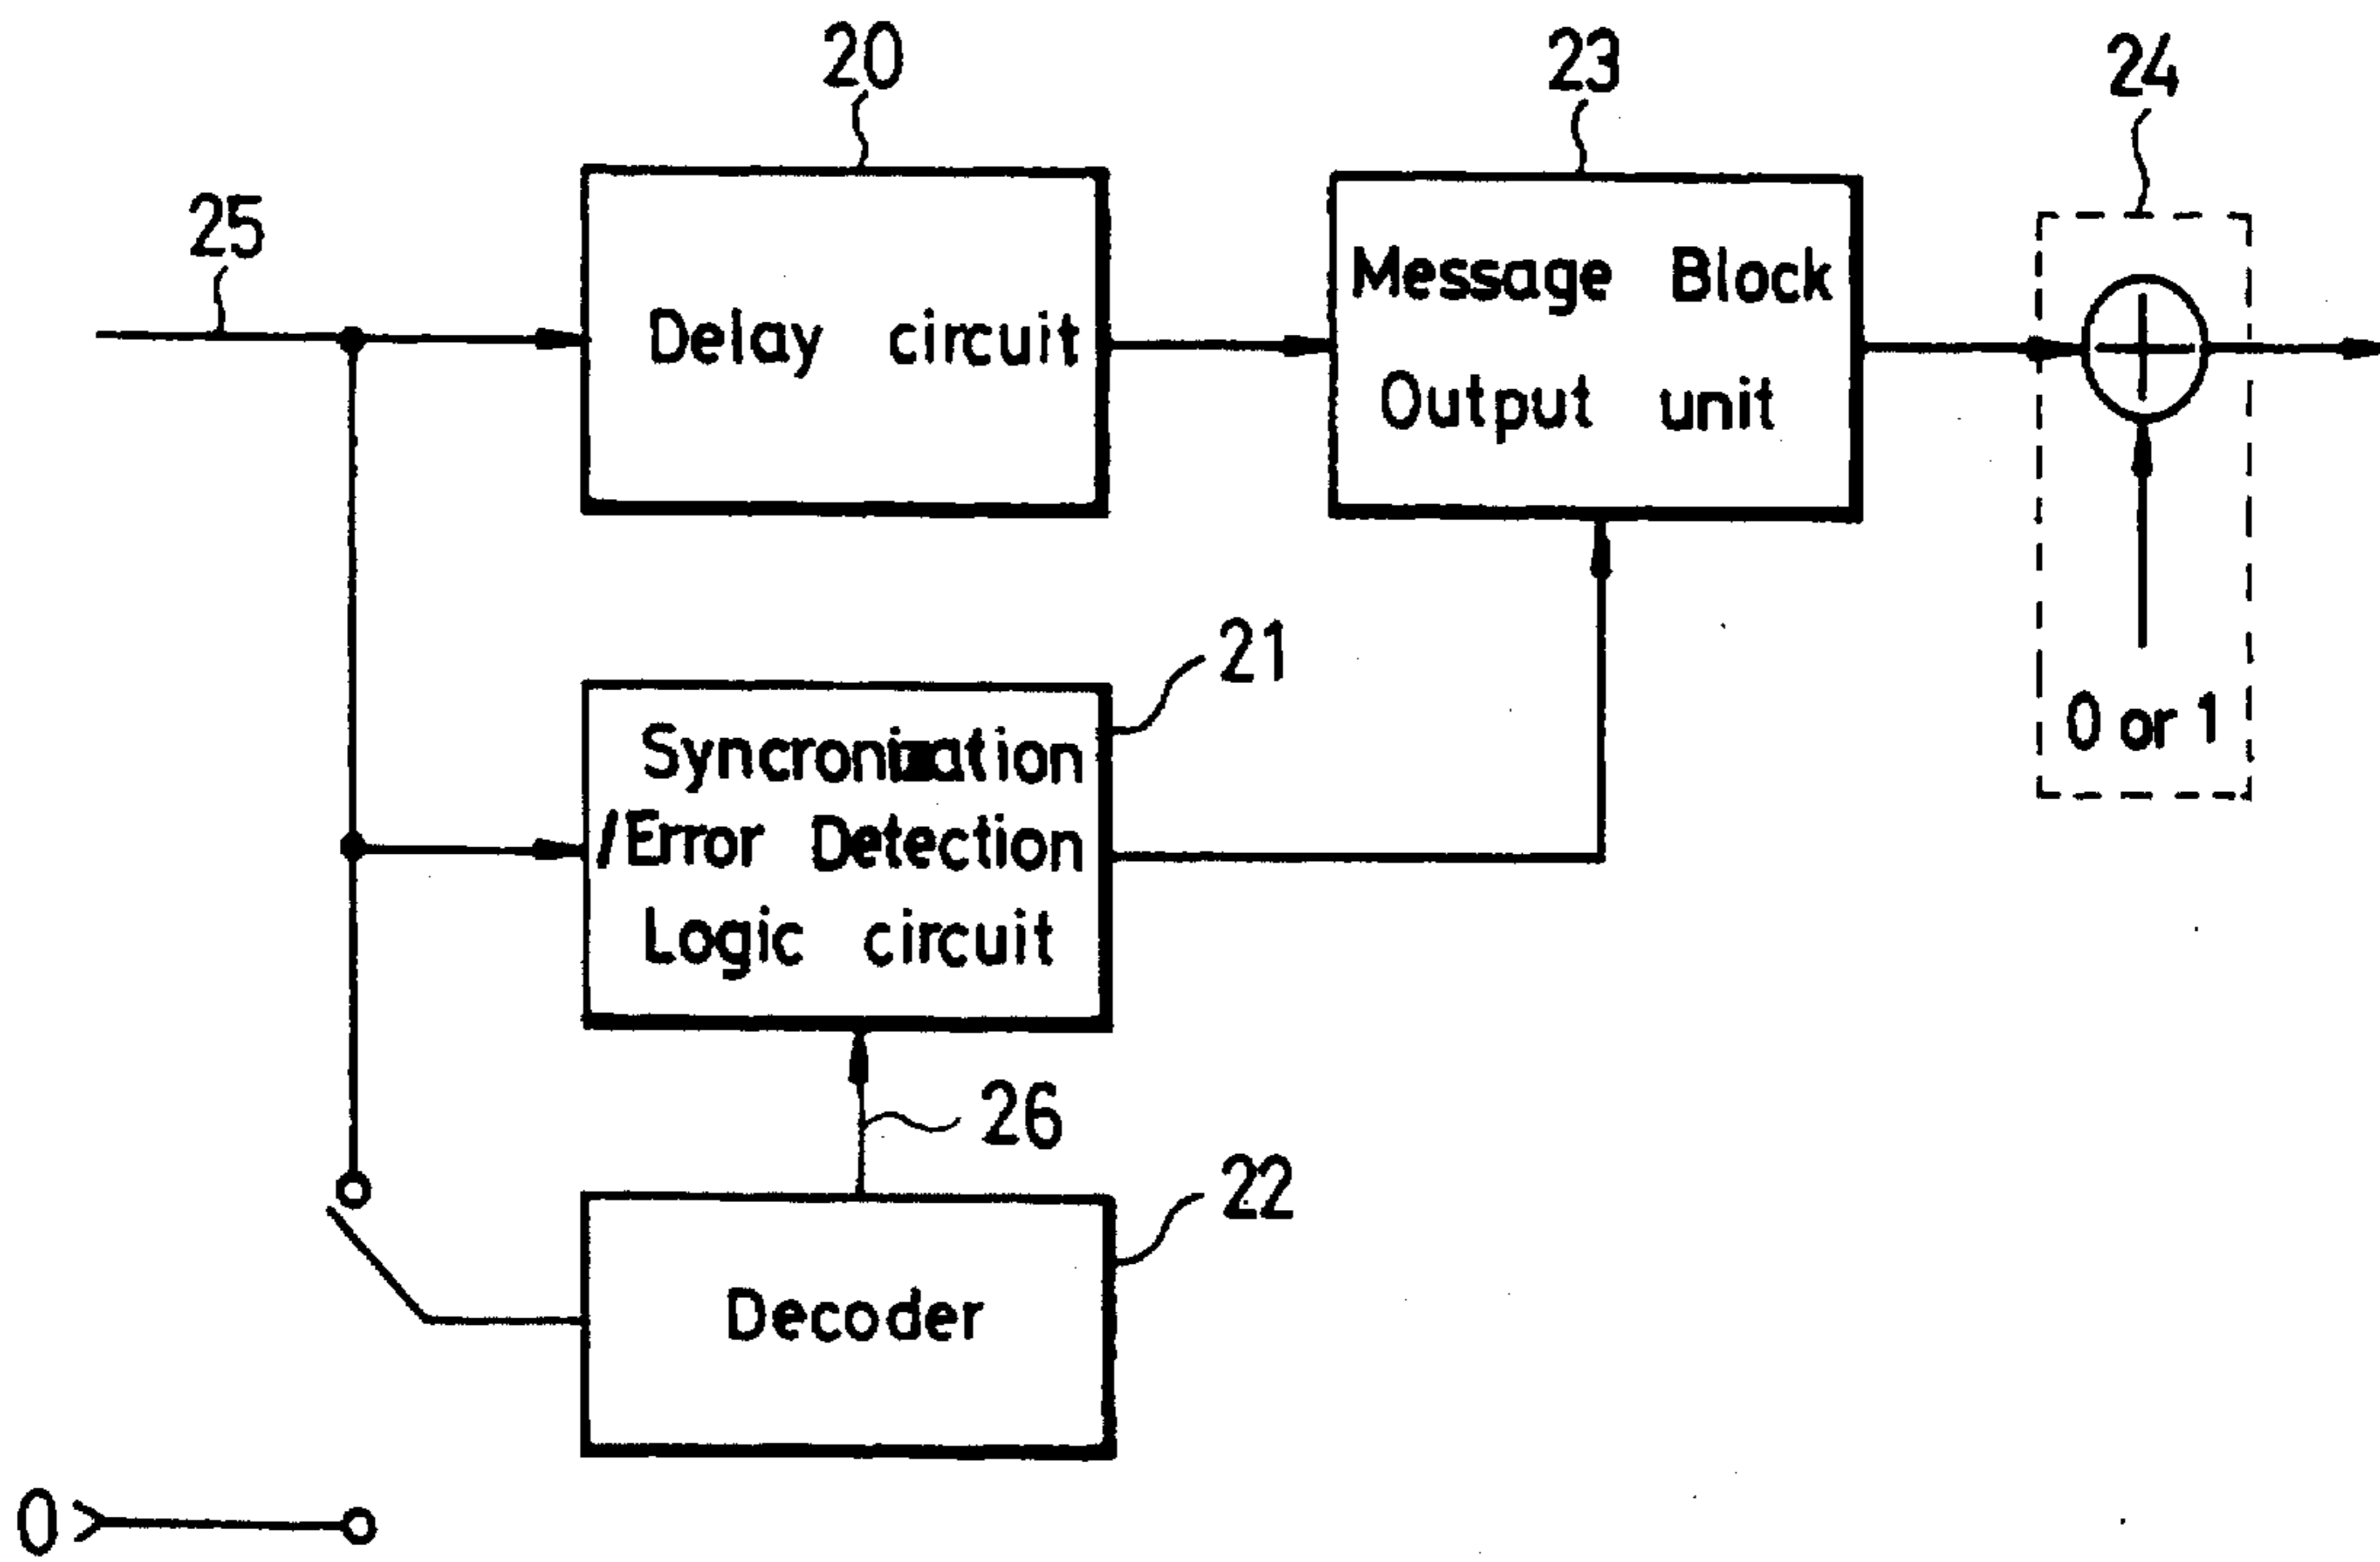 20
23
24
25
Delay circuit
Message Block
Output unit
21
Syncronization
/Error Detection
Logic circuit
0 or 1
26
22
Decoder
0